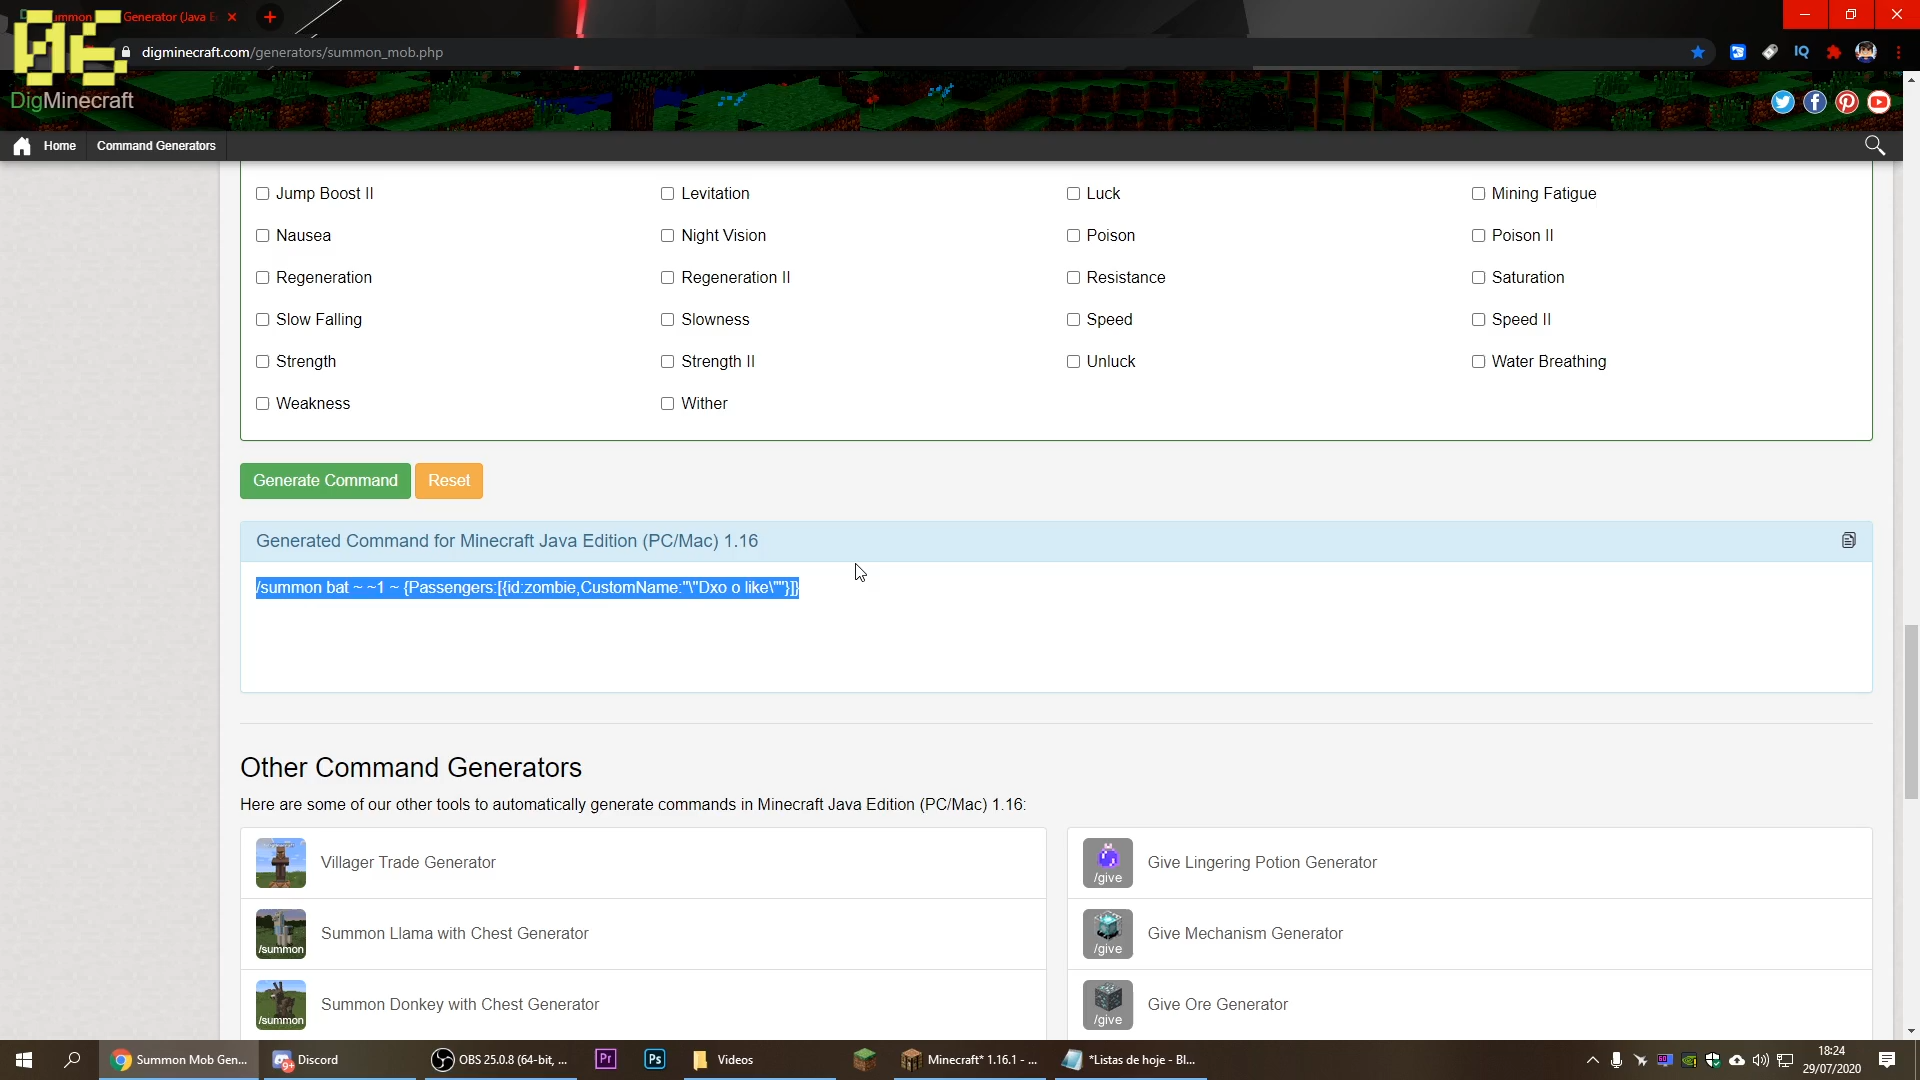 Summon
Generator (Java E
06
digminecraft.com/generators/summon_mob.php
IQ
DigMinecraft
Home
Command Generators
Jump Boost II
Levitation
Luck
Mining Fatigue
Nausea
Night Vision
Poison
Poison II
Regeneration
Regeneration II
Resistance
Saturation
Slow Falling
Slowness
Speed
Speed II
Strength
Strength II
Unluck
Water Breathing
Weakness
Wither
Generate Command
Reset
Generated Command for Minecraft Java Edition (PC/Mac) 1.16
/summon bat ~ ~1 ~ {Passengers:[{id:zombie,CustomName:"\"Dxo o like\""}]}
Other Command Generators
Here are some of our other tools to automatically generate commands in Minecraft Java Edition (PC/Mac) 1.16:
Villager Trade Generator
/give
Give Lingering Potion Generator
/summon
Summon Llama with Chest Generator
/give
Give Mechanism Generator
/summon
Summon Donkey with Chest Generator
/give
Give Ore Generator
Summon Mob Gen...
9+
Discord
OBS 25.0.8 (64-bit, ...
Pr
Ps
Videos
Minecraft* 1.16.1 - ...
*Listas de hoje - Bl...
18:24
29/07/2020